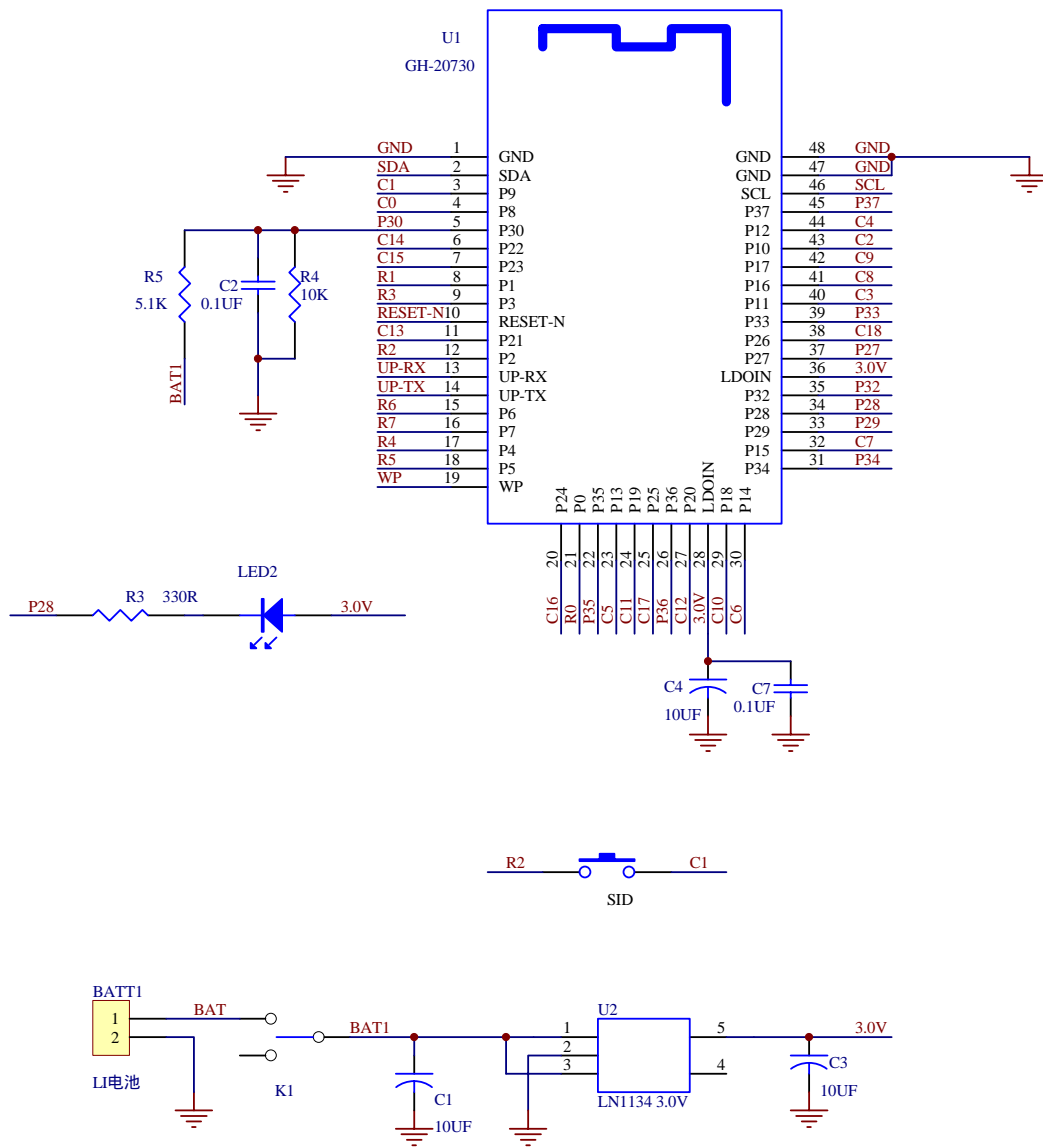 U1
GH-20730
GND 1 GND
SDA 2 SDA
C1 3 P9
C0 4 P8
P30 5 P30
C14 6 P22
C15 7 P23
R1 8 P1
R3 9 P3
RESET-N 10 RESET-N
C13 11 P21
R2 12 P2
UP-RX 13 UP-RX
UP-TX 14 UP-TX
R6 15 P6
R7 16 P7
R4 17 P4
R5 18 P5
WP 19 WP
GND 48 GND
GND 47 GND
SCL 46 SCL
P37 45 P37
P12 44 C4
P10 43 C2
P17 42 C9
P16 41 C8
P11 40 C3
P33 39 P33
P26 38 C18
P27 37 P27
LDOIN 36 3.0V
P32 35 P32
P28 34 P28
P29 33 P29
P15 32 C7
P34 31 P34
P24 20 C16
P0 21 R0
P35 22 P35
P13 23 C5
P19 24 C11
P25 25 C17
P36 26 P36
P20 27 C12
LDOIN 28 3.0V
P18 29 C10
P14 30 C6
R5
5.1K
C2
0.1UF
R4
10K
BAT1
P28 R3 330R LED2 3.0V
C4
10UF
C7
0.1UF
R2 C1
SID
BATT1
1
2
LI电池
BAT
K1
BAT1
C1
10UF
U2
1 5
2
3 4
LN1134 3.0V
3.0V
C3
10UF